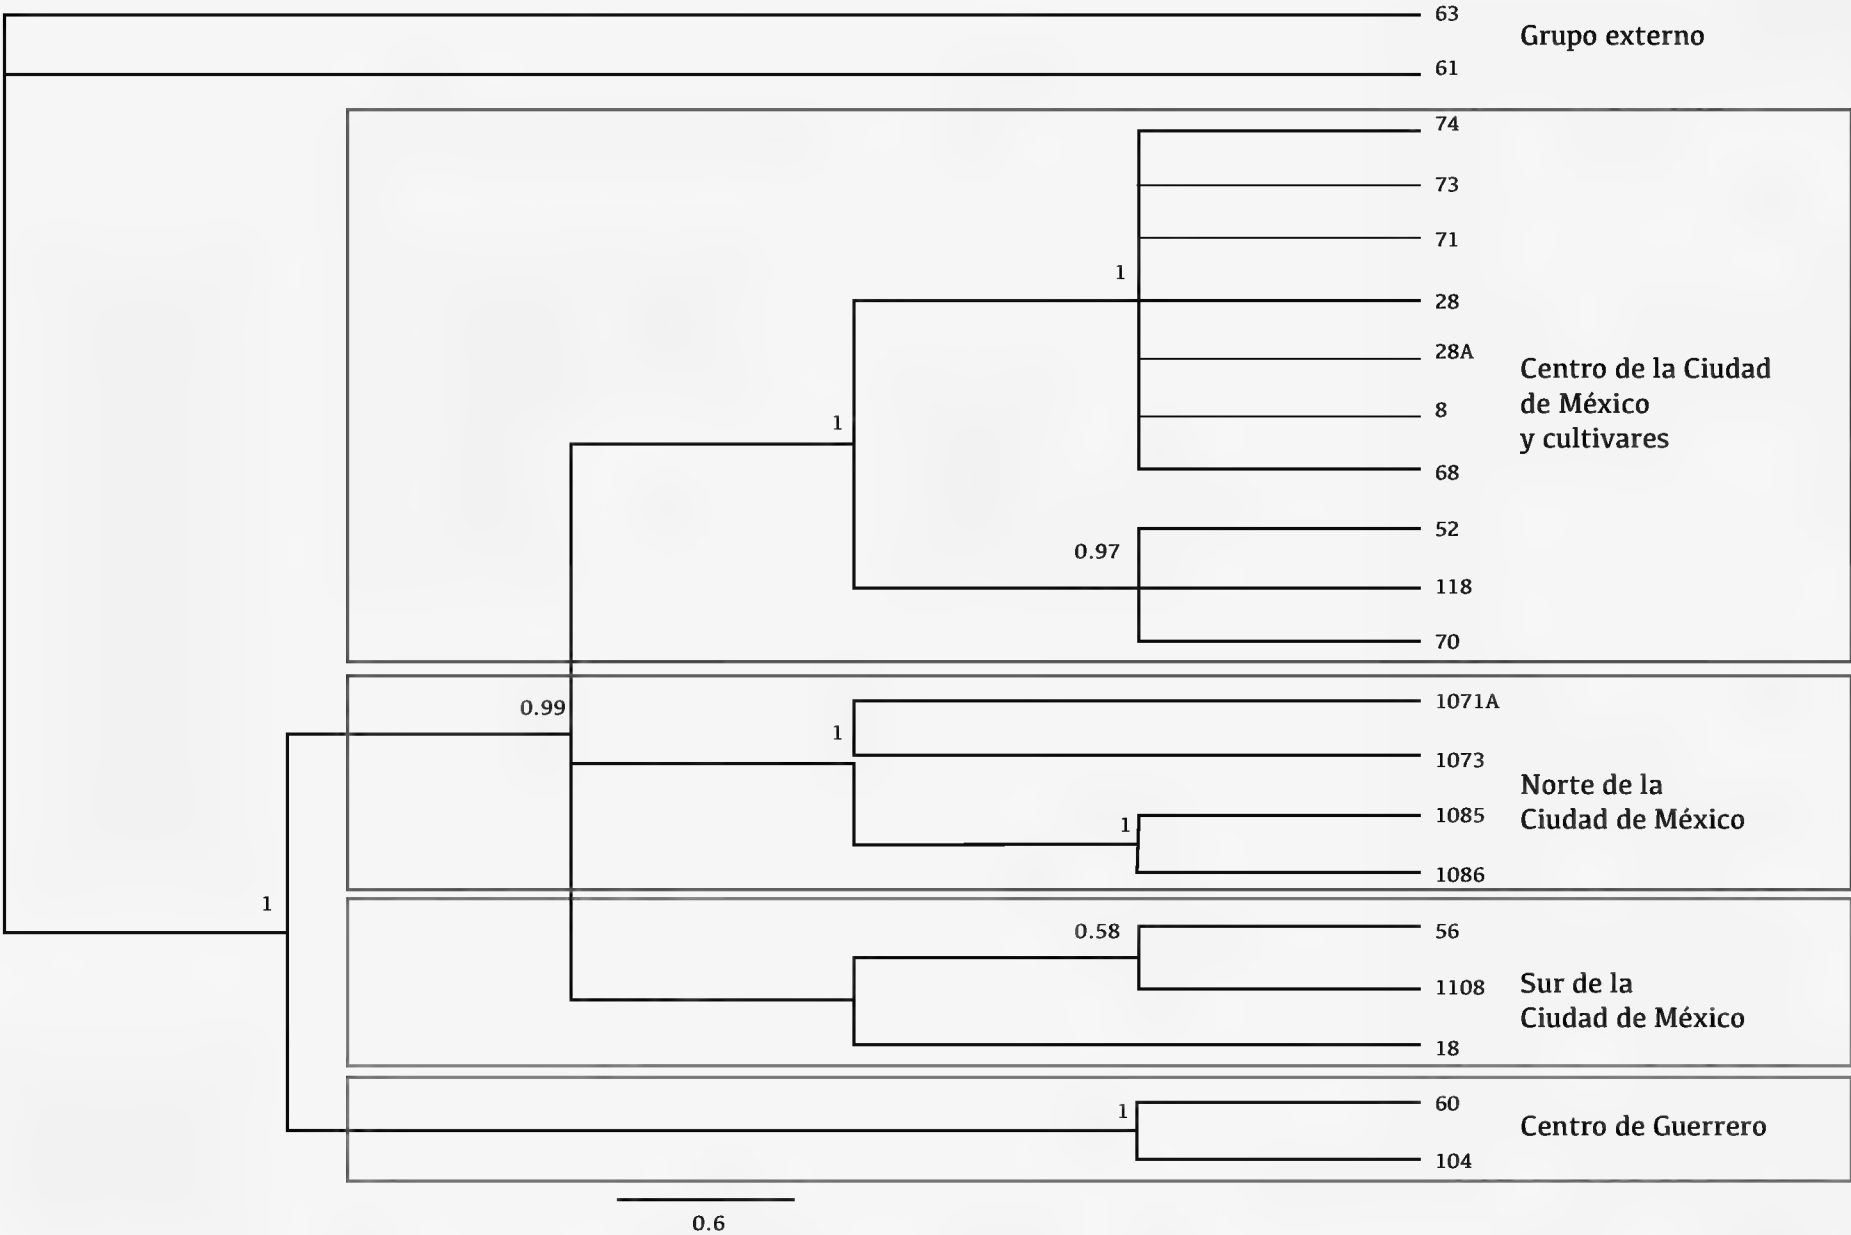 63
Grupo externo
61
74
73
71
1
28
28A
Centro de la Ciudad
de México
y cultivares
8
1
68
52
0.97
118
70
1071A
0.99
1
1073
Norte de la
Ciudad de México
1085
1
1086
1
56
0.58
1108
Sur de la
Ciudad de México
18
60
1
Centro de Guerrero
104
0.6